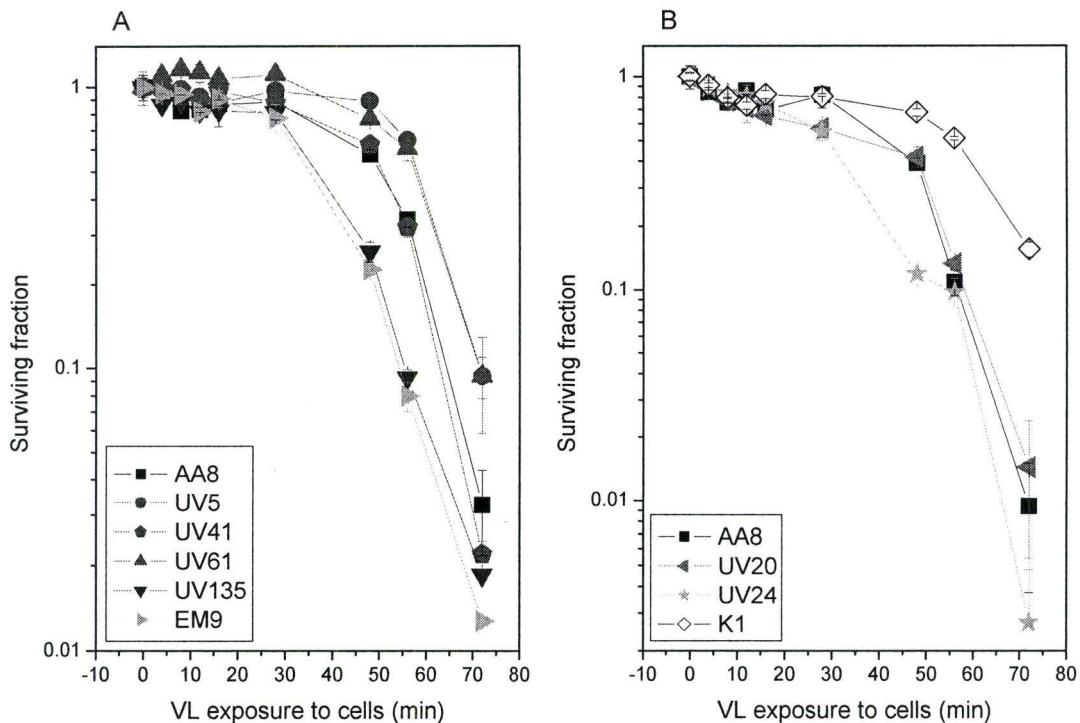 A
1
0.1
0.01
Surviving fraction
AA8
UV5
UV41
UV61
UV135
EM9
-10 0 10 20 30 40 50 60 70 80
VL exposure to cells (min)
B
1
0.1
0.01
Surviving fraction
AA8
UV20
UV24
K1
-10 0 10 20 30 40 50 60 70 80
VL exposure to cells (min)